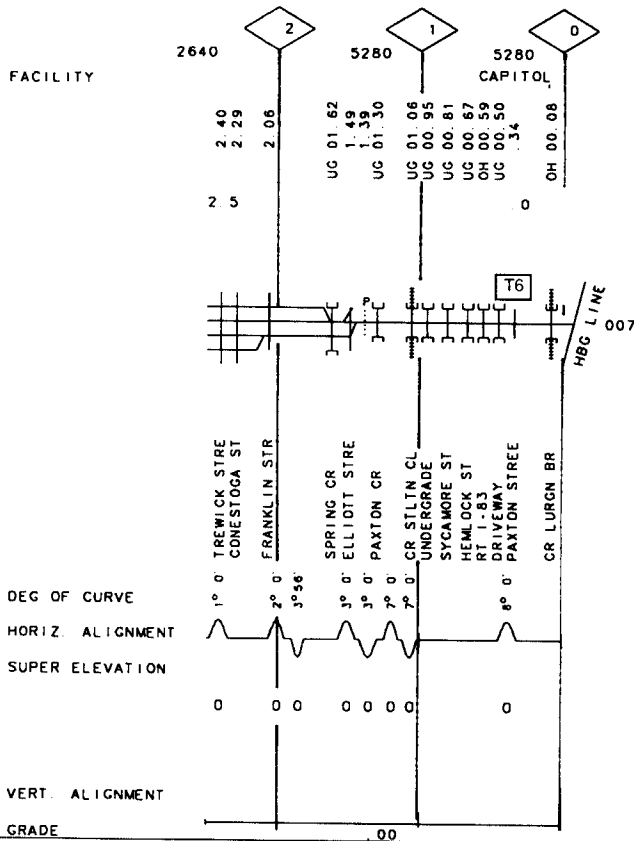 2 1 0
2640 5280 5280
FACILITY CAPITOL
2.40
2.29
2.06
UG 01.62
1.49
1.39
UG 01.30
UG 01.06
UG 00.95
UG 00.81
UG 00.67
OH 00.59
UG 00.50
.34
OH 00.08
2.5 0
T6
P
HBG LINE
007
TREWICK STRE
CONESTOGA ST
FRANKLIN STR
SPRING CR
ELLIOTT STRE
PAXTON CR
CR STLTN CL
UNDERGRADE
SYCAMORE ST
HEMLOCK ST
RT I-83
DRIVEWAY
PAXTON STREE
CR LURGN BR
DEG OF CURVE 1° 0' 2° 0' 3°56' 3° 0' 3° 0' 7° 0' 7° 0' 8° 0'
HORIZ. ALIGNMENT
SUPER ELEVATION
0 0 0 0 0 0 0 0
VERT. ALIGNMENT
GRADE .00